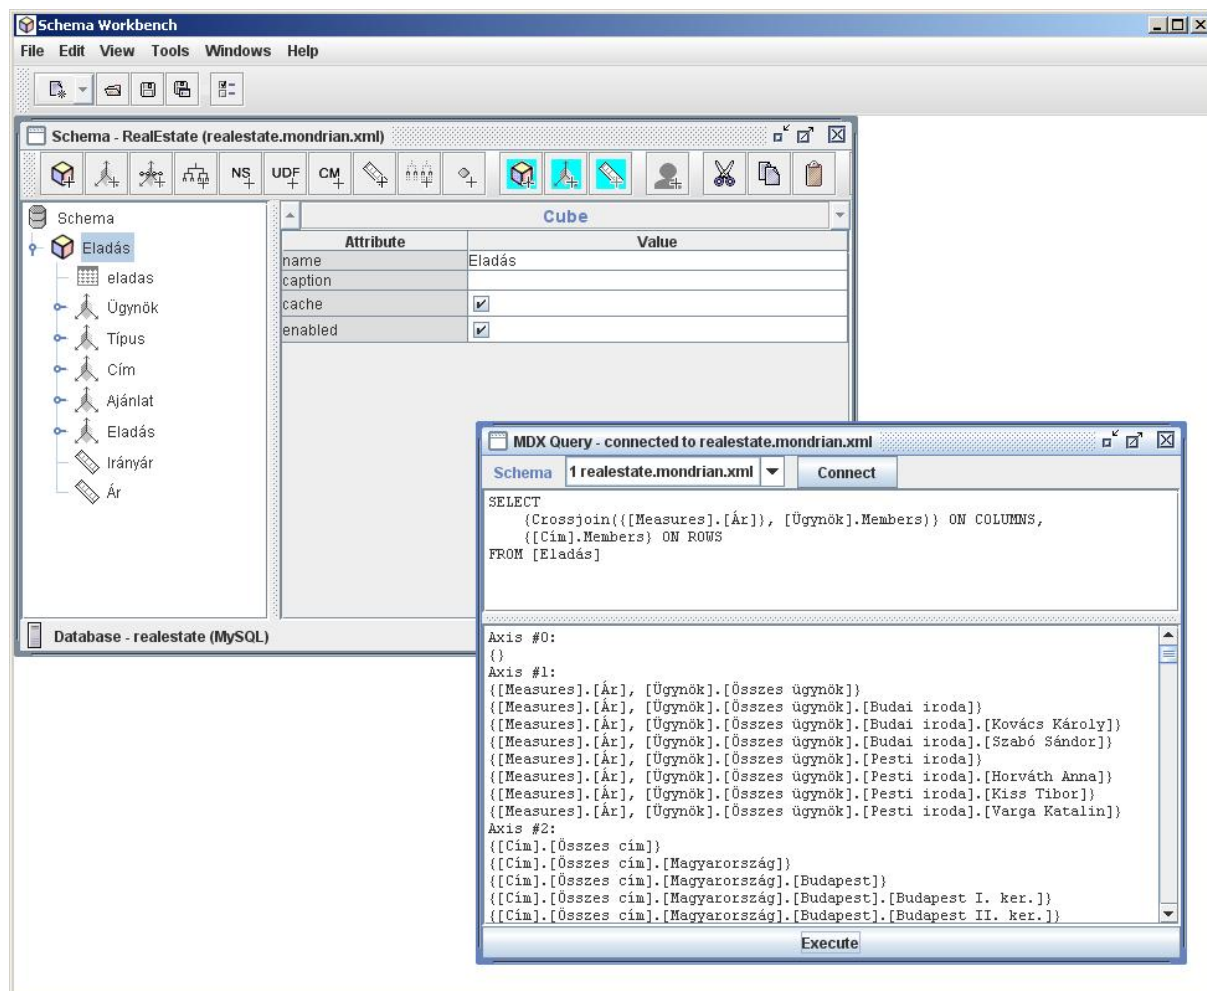 Schema Workbench
File Edit View Tools Windows Help
Schema - RealEstate (realestate.mondrian.xml)
NS UDF CM
Schema
Eladás
eladas
Ügynök
Típus
Cím
Ajánlat
Eladás
Irányár
Ár
Cube
Attribute Value
name Eladás
caption
cache
enabled
Database - realestate (MySQL)
MDX Query - connected to realestate.mondrian.xml
Schema 1 realestate.mondrian.xml Connect
SELECT
{Crossjoin({[Measures].[Ár]}, [Ügynök].Members)} ON COLUMNS,
{[Cím].Members} ON ROWS
FROM [Eladás]
Axis #0:
{}
Axis #1:
{[Measures].[Ár], [Ügynök].[Összes ügynök]}
{[Measures].[Ár], [Ügynök].[Összes ügynök].[Budai iroda]}
{[Measures].[Ár], [Ügynök].[Összes ügynök].[Budai iroda].[Kovács Károly]}
{[Measures].[Ár], [Ügynök].[Összes ügynök].[Budai iroda].[Szabó Sándor]}
{[Measures].[Ár], [Ügynök].[Összes ügynök].[Pesti iroda]}
{[Measures].[Ár], [Ügynök].[Összes ügynök].[Pesti iroda].[Horváth Anna]}
{[Measures].[Ár], [Ügynök].[Összes ügynök].[Pesti iroda].[Kiss Tibor]}
{[Measures].[Ár], [Ügynök].[Összes ügynök].[Pesti iroda].[Varga Katalin]}
Axis #2:
{[Cím].[Összes cím]}
{[Cím].[Összes cím].[Magyarország]}
{[Cím].[Összes cím].[Magyarország].[Budapest]}
{[Cím].[Összes cím].[Magyarország].[Budapest].[Budapest I. ker.]}
{[Cím].[Összes cím].[Magyarország].[Budapest].[Budapest II. ker.]}
Execute